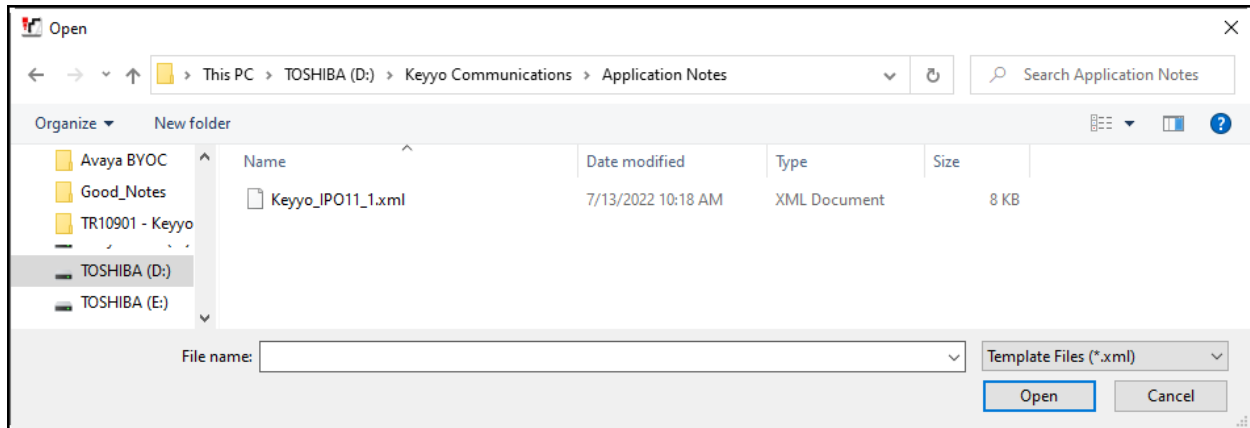 Open
This PC > TOSHIBA (D:) > Keyyo Communications > Application Notes
Search Application Notes
Organize
New folder
?
Avaya BYOC
Good_Notes
TR10901 - Keyyo
TOSHIBA (D:)
TOSHIBA (E:)
Name Date modified Type Size
Keyyo_IPO11_1.xml 7/13/2022 10:18 AM XML Document 8 KB
File name:
Template Files (*.xml)
Open Cancel